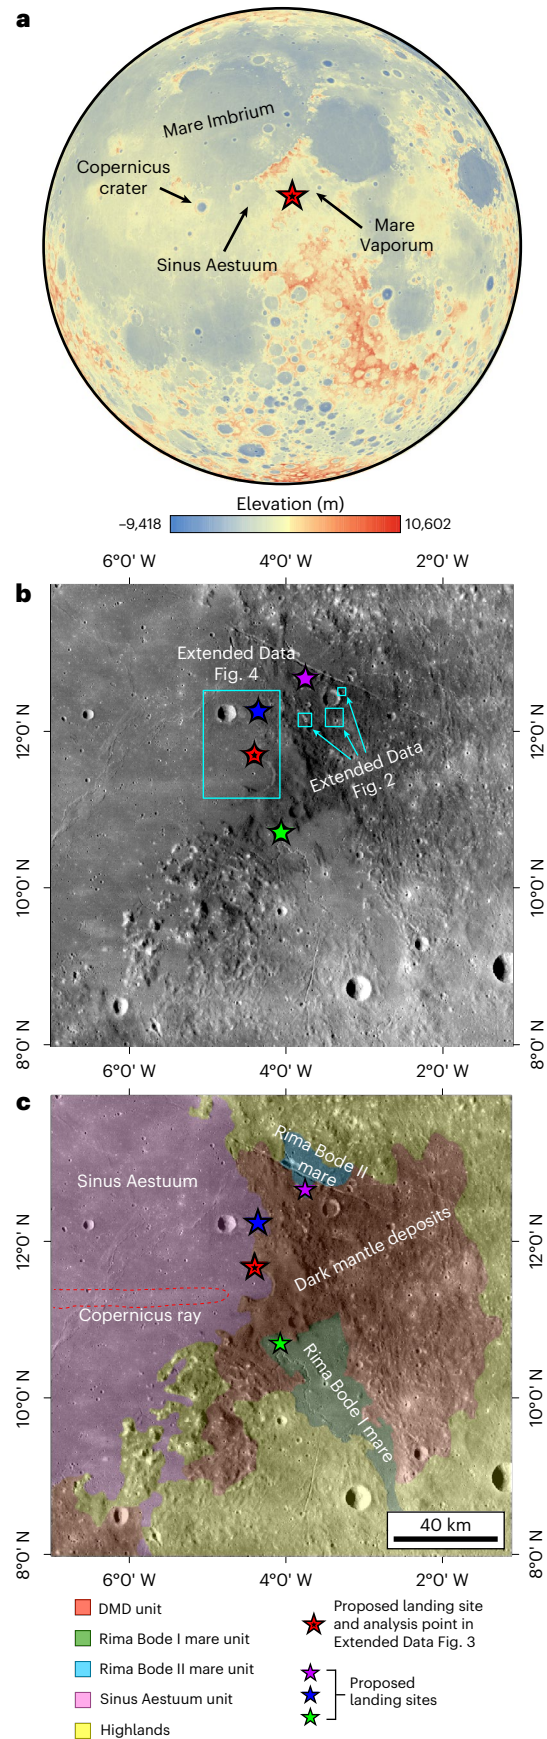 a
Mare Imbrium
Copernicus
crater
Mare
Vaporum
Sinus Aestuum
Elevation (m)
–9,418
10,602
6°0' W
4°0' W
2°0' W
b
Extended Data
Fig. 4
12°0' N
12°0' N
Extended Data
Fig. 2
10°0' N
10°0' N
8°0' N
8°0' N
6°0' W
4°0' W
2°0' W
c
Rima Bode II
mare
Sinus Aestuum
Dark mantle deposits
12°0' N
12°0' N
Copernicus ray
Rima Bode I mare
10°0' N
10°0' N
40 km
8°0' N
8°0' N
6°0' W
4°0' W
2°0' W
DMD unit
Rima Bode I mare unit
Rima Bode II mare unit
Sinus Aestuum unit
Highlands
Proposed landing site
and analysis point in
Extended Data Fig. 3
Proposed
landing sites